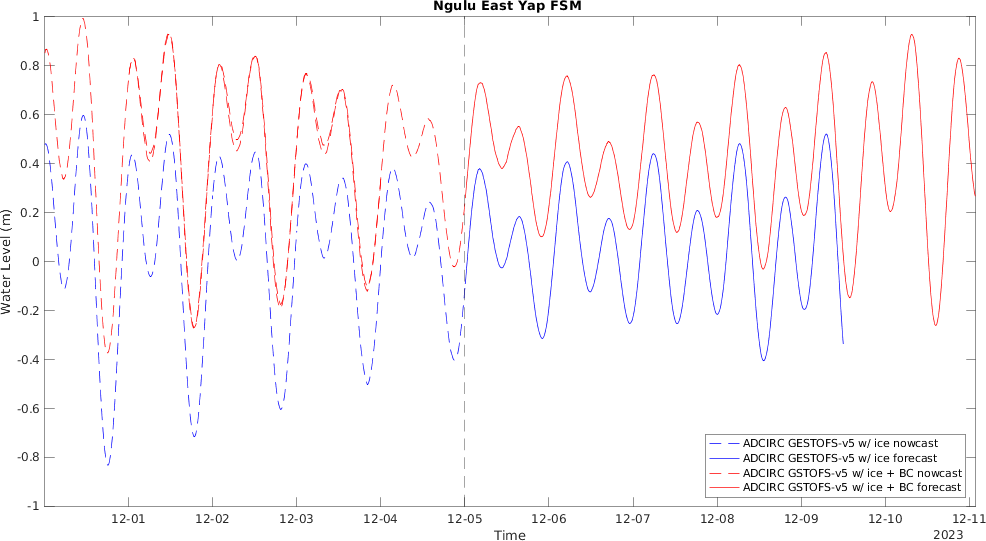 Ngulu East Yap FSM
1
0.8
0.6
0.4
0.2
0
-0.2
-0.4
-0.6
-0.8
-1
Water Level (m)
ADCIRC GESTOFS-v5 w/ ice nowcast
ADCIRC GESTOFS-v5 w/ ice forecast
ADCIRC GSTOFS-v5 w/ ice + BC nowcast
ADCIRC GSTOFS-v5 w/ ice + BC forecast
12-01 12-02 12-03 12-04 12-05 12-06 12-07 12-08 12-09 12-10 12-11
Time
2023